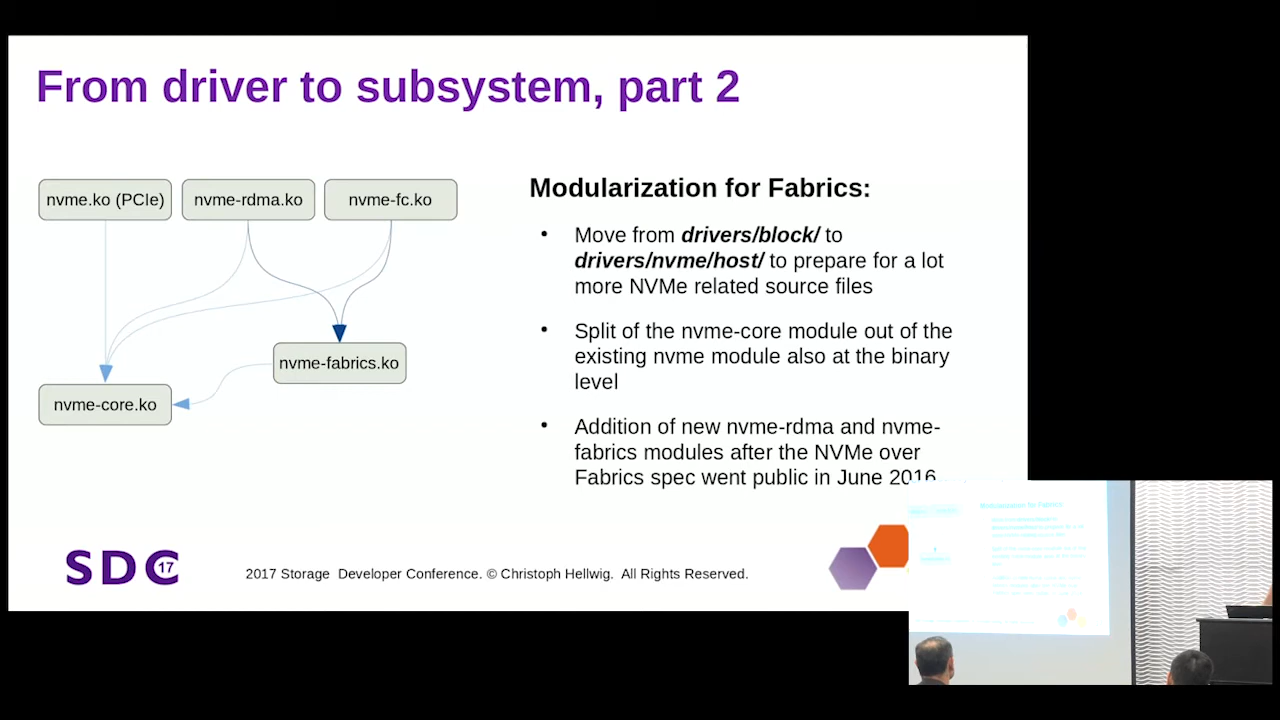 From driver to subsystem, part 2
nvme.ko (PCIe)
nvme-rdma.ko
nvme-fc.ko
nvme-fabrics.ko
nvme-core.ko
Modularization for Fabrics:
• Move from drivers/block/ to
drivers/nvme/host/ to prepare for a lot
more NVMe related source files
• Split of the nvme-core module out of the
existing nvme module also at the binary
level
• Addition of new nvme-rdma and nvme-
fabrics modules after the NVMe over
Fabrics spec went public in June 2016
SDC 17
2017 Storage Developer Conference. © Christoph Hellwig. All Rights Reserved.
Modularization for Fabrics: